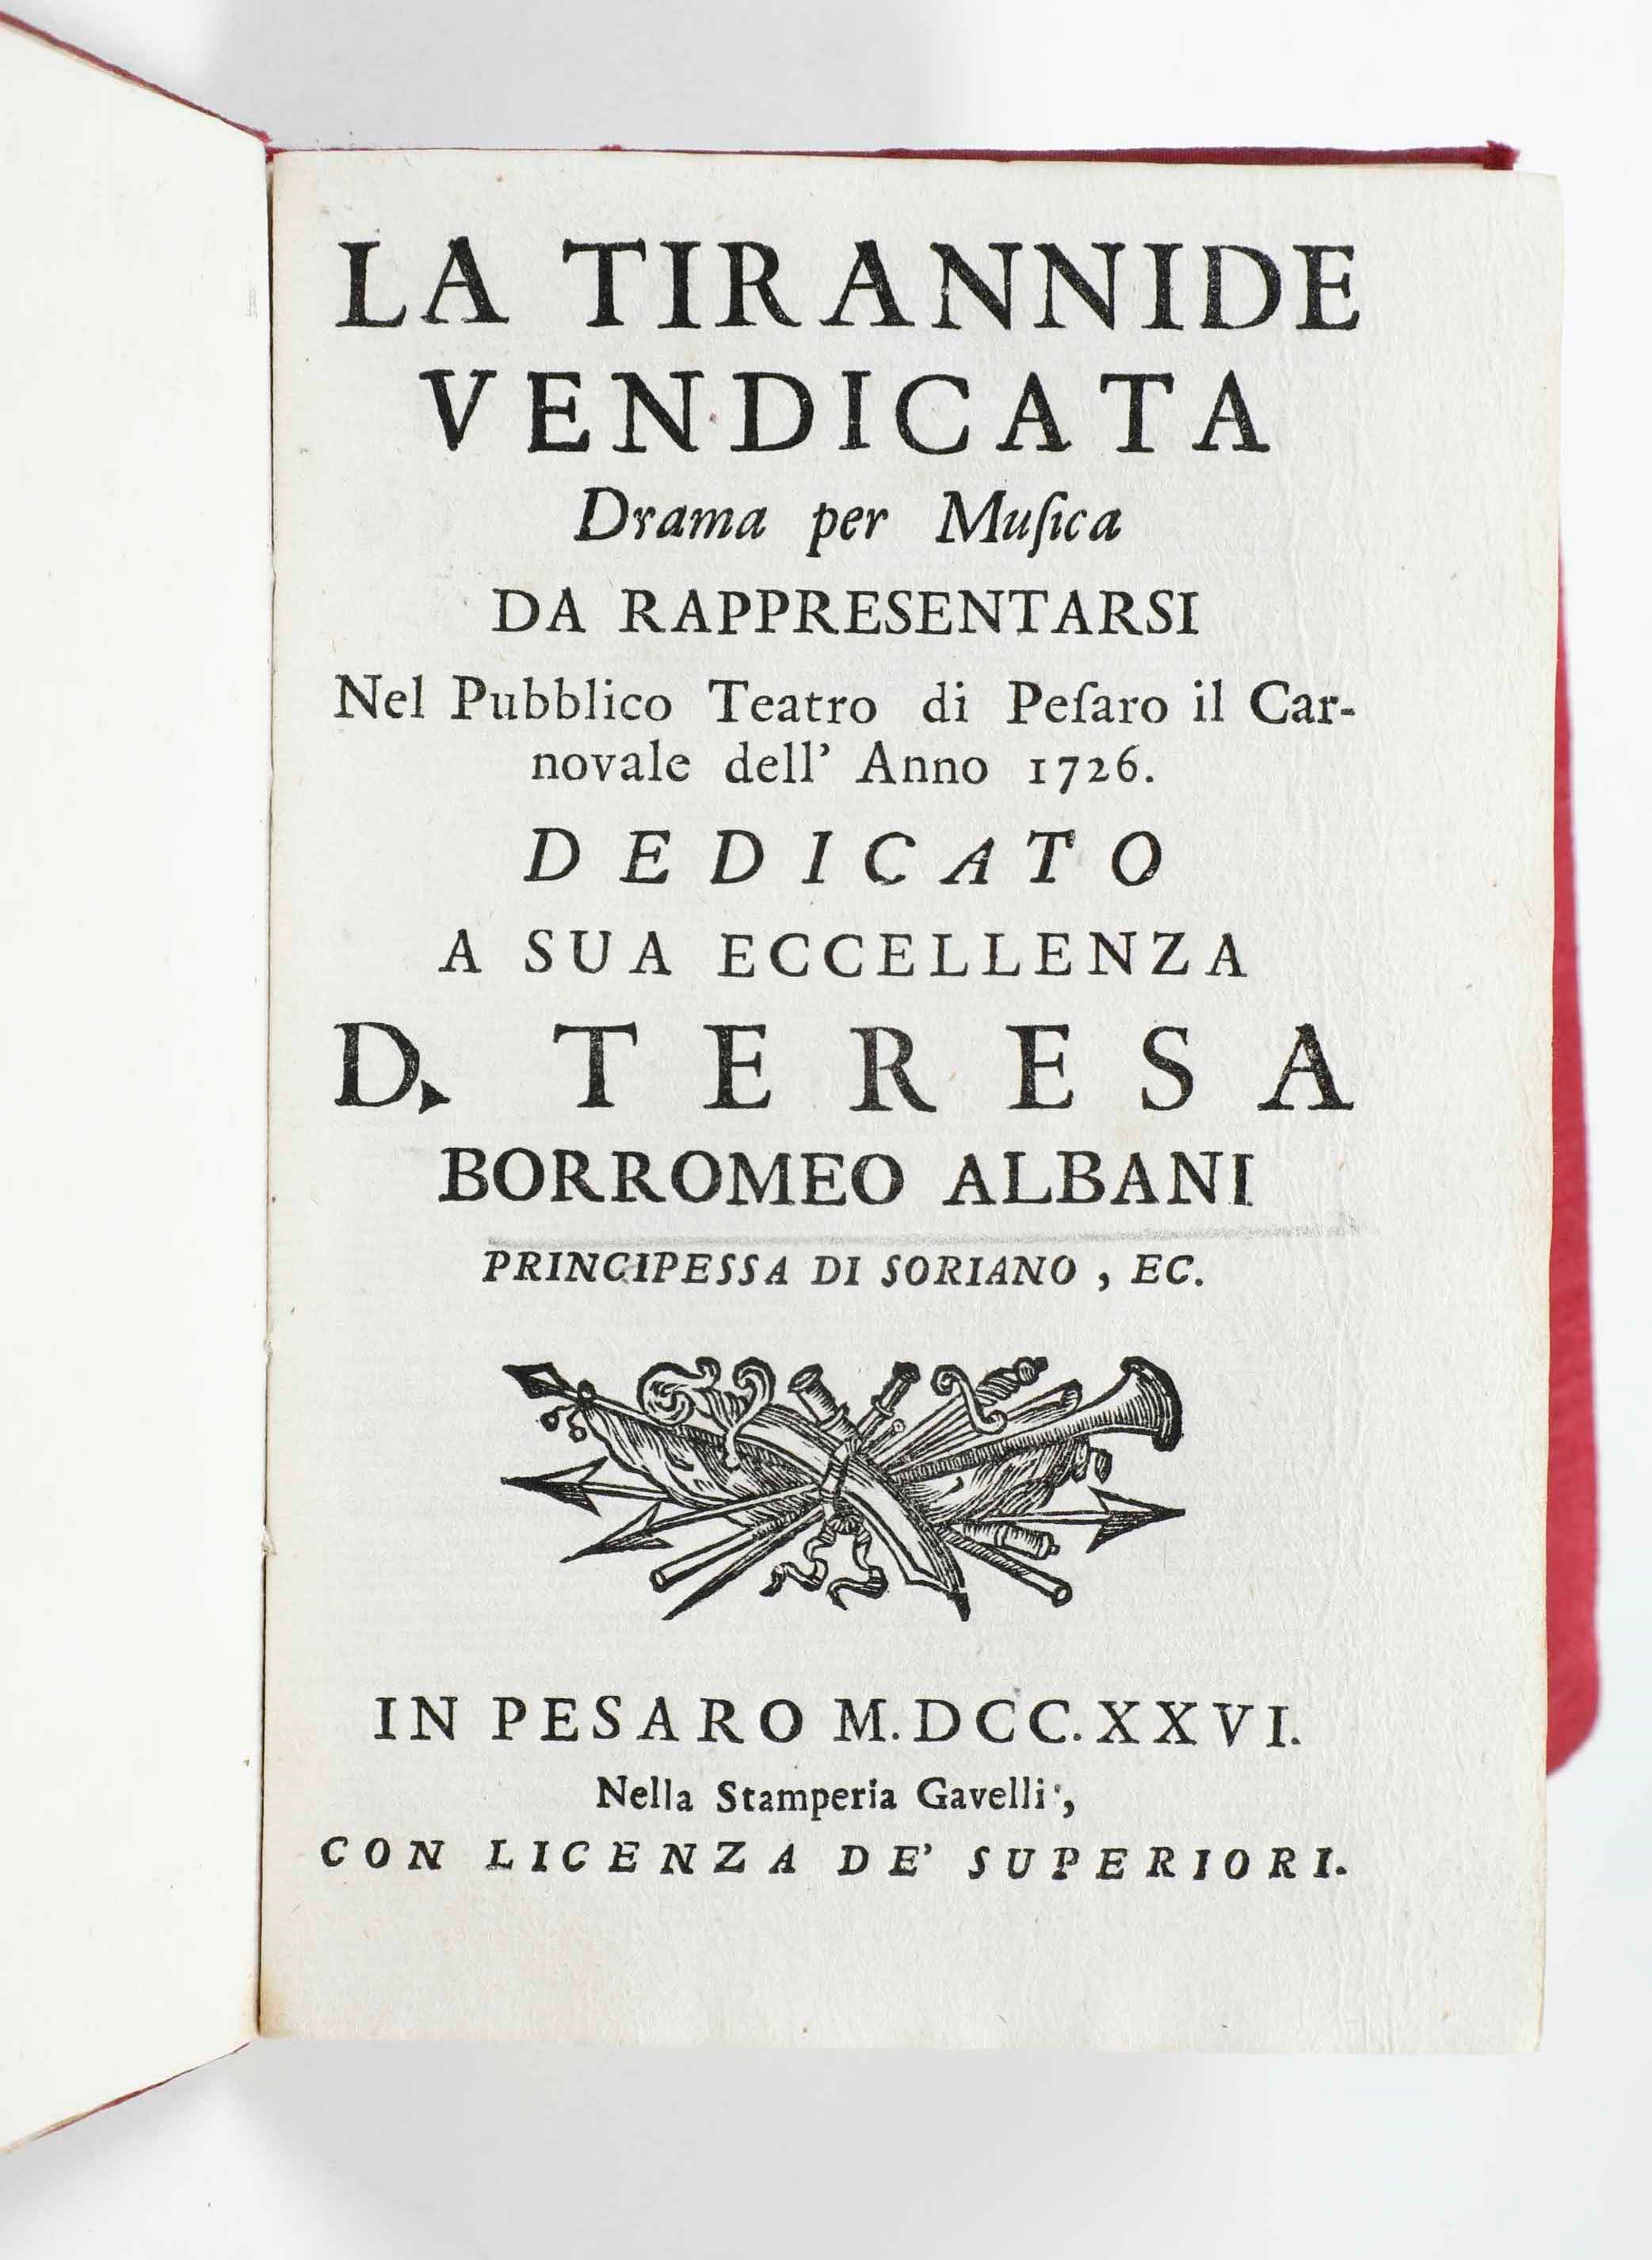 LA TIRANNIDE
VENDICATA
Drama per Muſica
DA RAPPRESENTARSI
Nel Pubblico Teatro di Peſaro il Car-
novale dell' Anno 1726.
DEDICATO
A SUA ECCELLENZA
D. TERESA
BORROMEO ALBANI
PRINCIPESSA DI SORIANO, EC.
IN PESARO M.DCC.XXVI.
Nella Stamperia Gavelli;,
CON LICENZA DE' SUPERIORI.